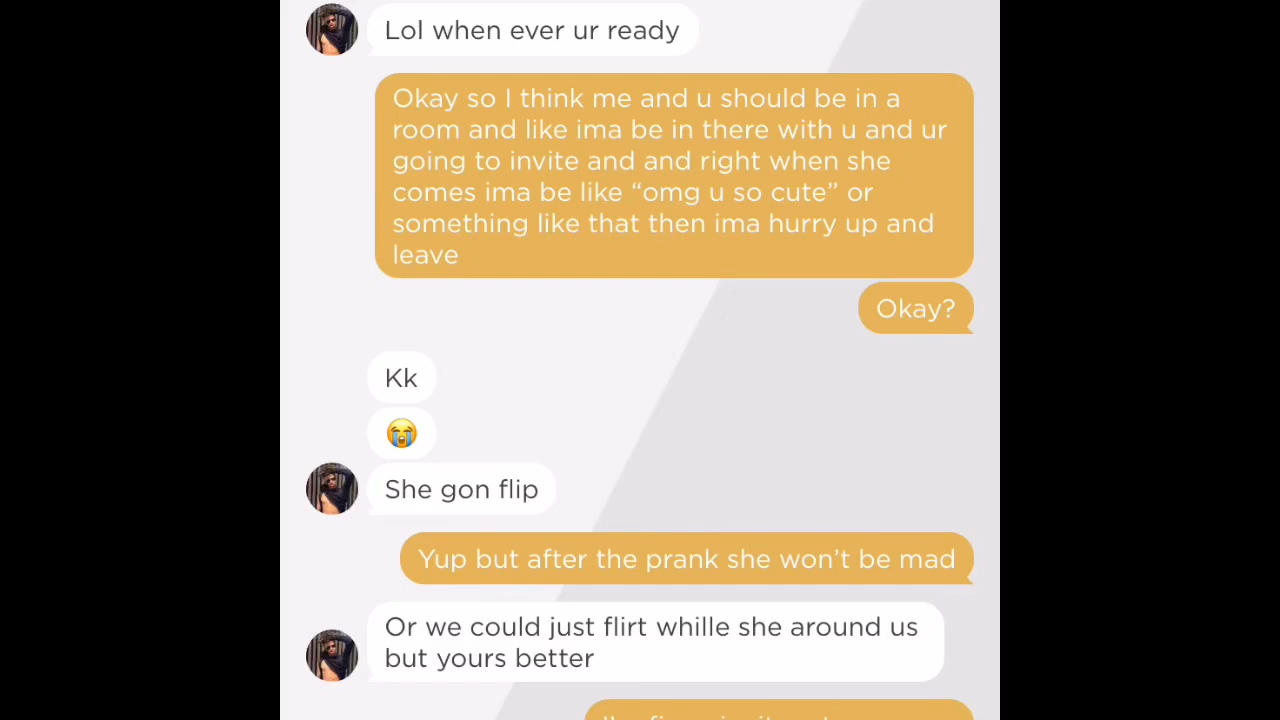 Lol when ever ur ready
Okay so I think me and u should be in a
room and like ima be in there with u and ur
going to invite and and right when she
comes ima be like “omg u so cute” or
something like that then ima hurry up and
leave
Okay?
Kk
😭
She gon flip
Yup but after the prank she won’t be mad
Or we could just flirt whille she around us
but yours better